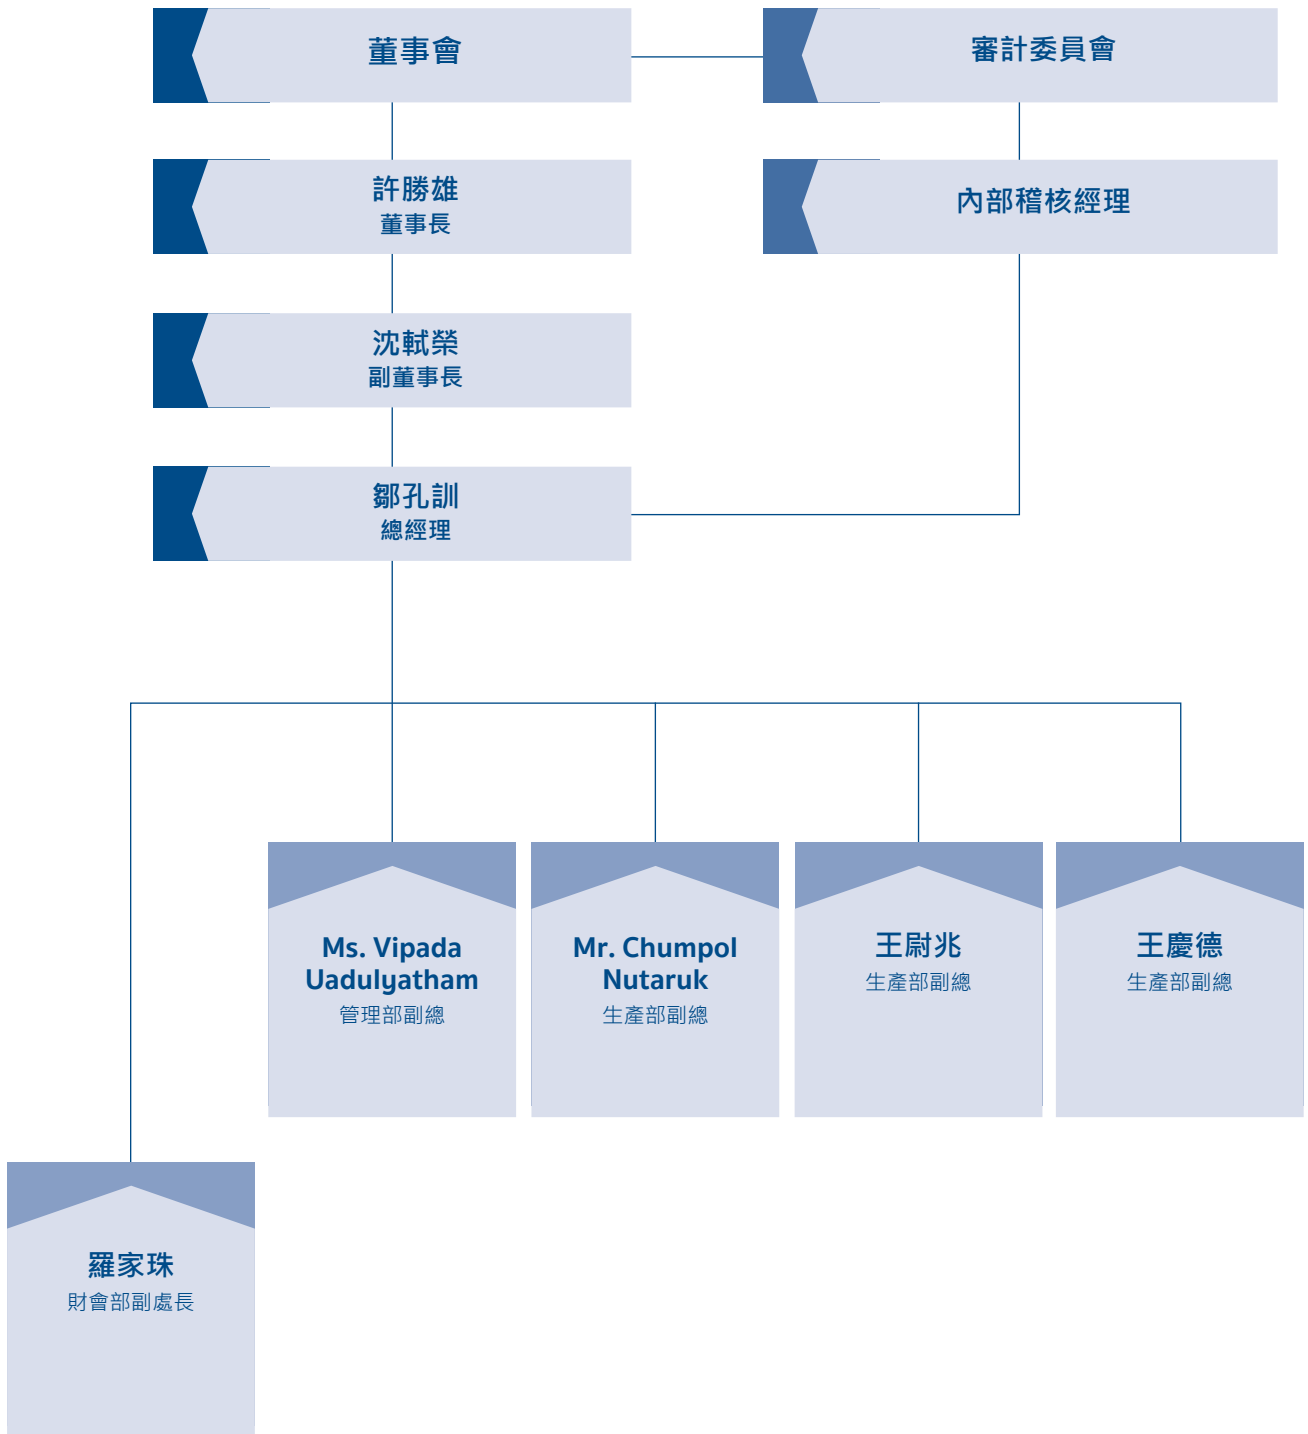 董事會
審計委員會
許勝雄
董事長
內部稽核經理
沈軾榮
副董事長
鄒孔訓
總經理
Ms. Vipada
Uadulyatham
管理部副總
Mr. Chumpol
Nutaruk
生產部副總
王尉兆
生產部副總
王慶德
生產部副總
羅家珠
財會部副處長